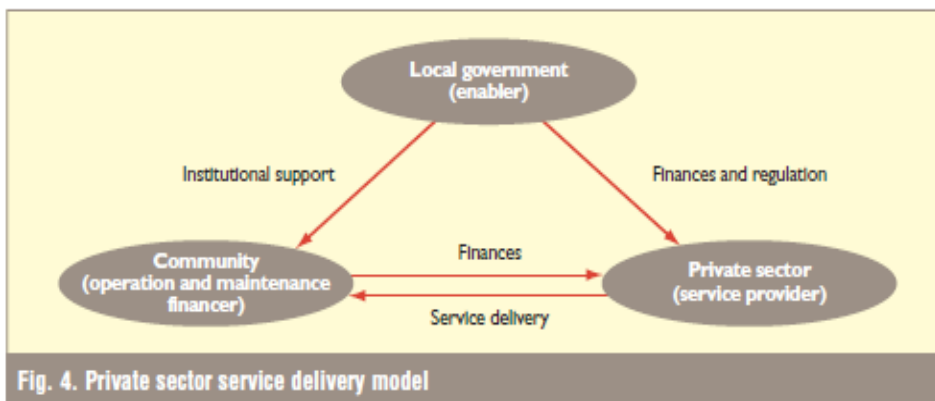 Local government
(enabler)
Institutional support
Finances and regulation
Finances
Community
(operation and maintenance
financer)
Private sector
(service provider)
Service delivery
Fig. 4. Private sector service delivery model